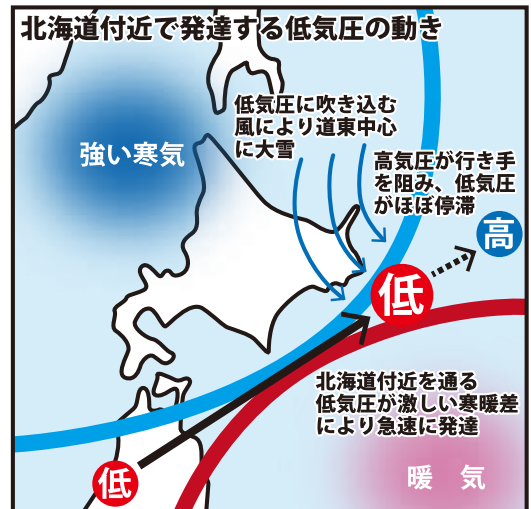 北海道付近で発達する低気圧の動き
低気圧に吹き込む
風により道東中心
に大雪
強い寒気
高気圧が行き手
を阻み、低気圧
がほぼ停滞
高
低
北海道付近を通る
低気圧が激しい寒暖差
により急速に発達
低
暖　気